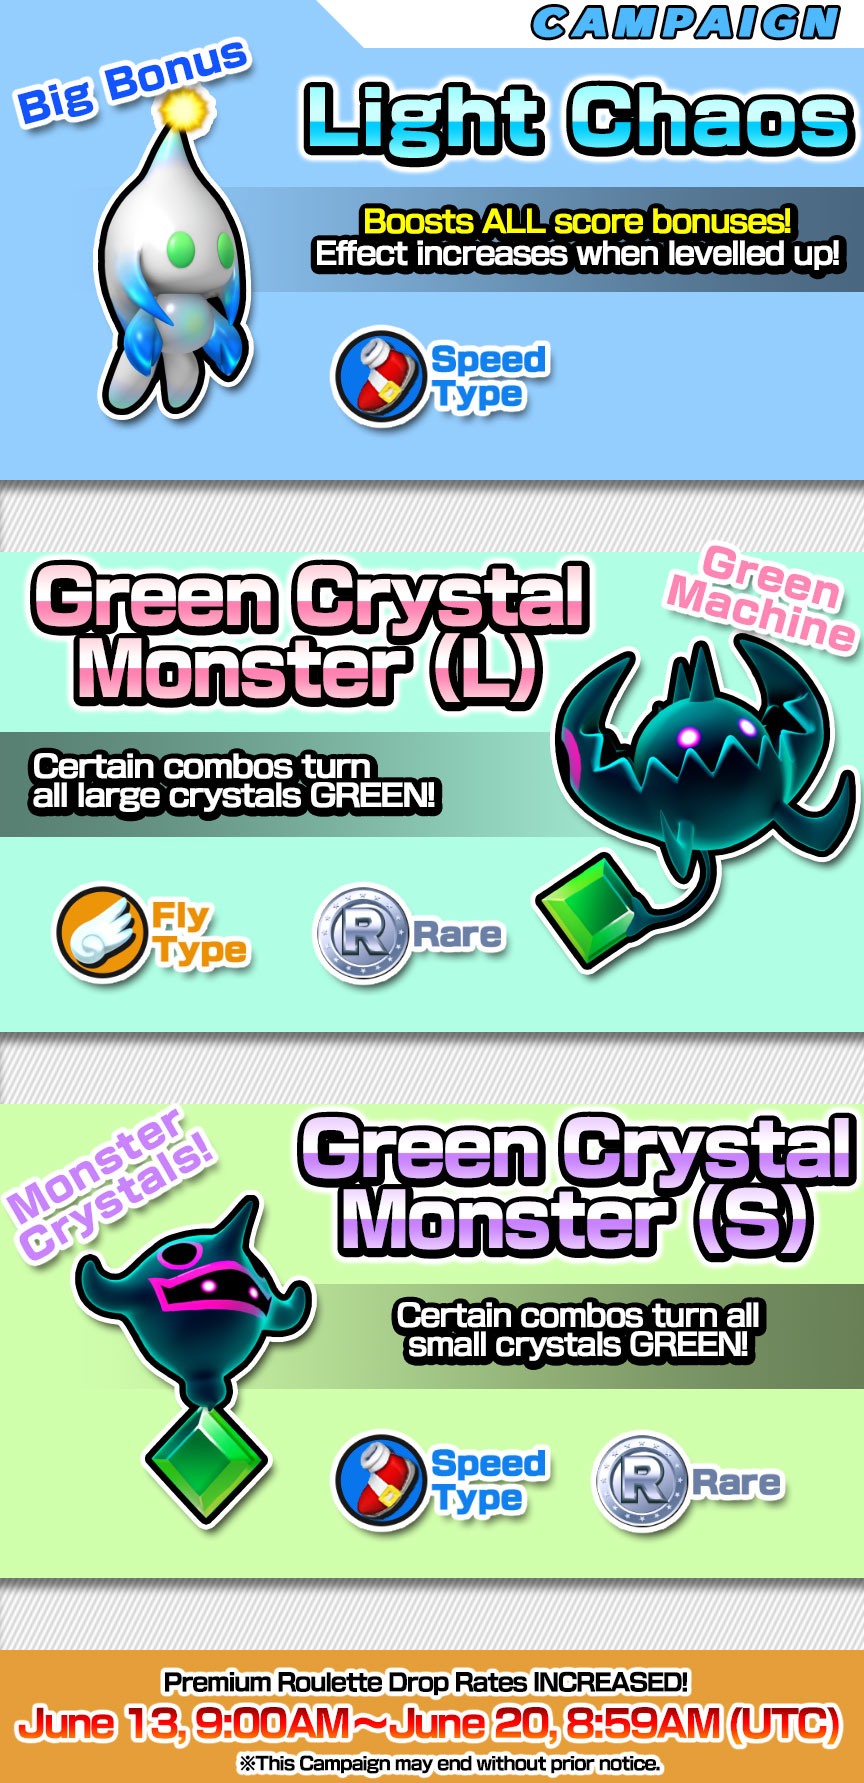 CAMPAIGN
Big Bonus
Light Chaos
Boosts ALL score bonuses!
Effect increases when levelled up!
Speed
Type
Green Crystal
Monster (L)
Green
Machine
Certain combos turn
all large crystals GREEN!
Fly
Type
R
Rare
Monster
Crystals!
Green Crystal
Monster (S)
Certain combos turn all
small crystals GREEN!
Speed
Type
R
Rare
Premium Roulette Drop Rates INCREASED!
June 13, 9:00AM～June 20, 8:59AM (UTC)
※This Campaign may end without prior notice.